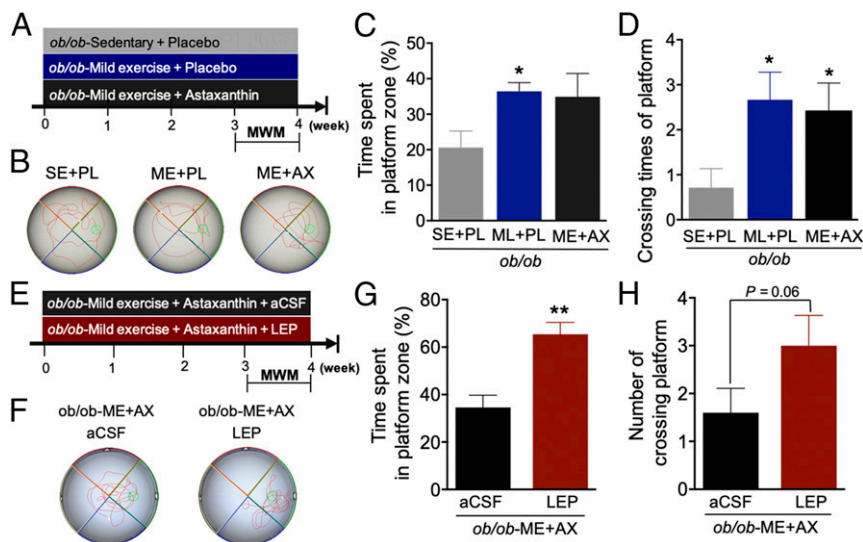 A
ob/ob-Sedentary + Placebo
ob/ob-Mild exercise + Placebo
ob/ob-Mild exercise + Astaxanthin
0 1 2 3 4 (week)
MWM
B
SE+PL ME+PL ME+AX
C
Time spent
in platform zone (%)
50
40
30
20
10
0
*
SE+PL ML+PL ME+AX
ob/ob
D
Crossing times of platform
4
3
2
1
0
* *
SE+PL ML+PL ME+AX
ob/ob
E
ob/ob-Mild exercise + Astaxanthin + aCSF
ob/ob-Mild exercise + Astaxanthin + LEP
0 1 2 3 4 (week)
MWM
F
ob/ob-ME+AX ob/ob-ME+AX
aCSF LEP
G
Time spent
in platform zone (%)
80
60
40
20
0
**
aCSF LEP
ob/ob-ME+AX
H
Number of
crossing platform
4
3
2
1
0
P = 0.06
aCSF LEP
ob/ob-ME+AX